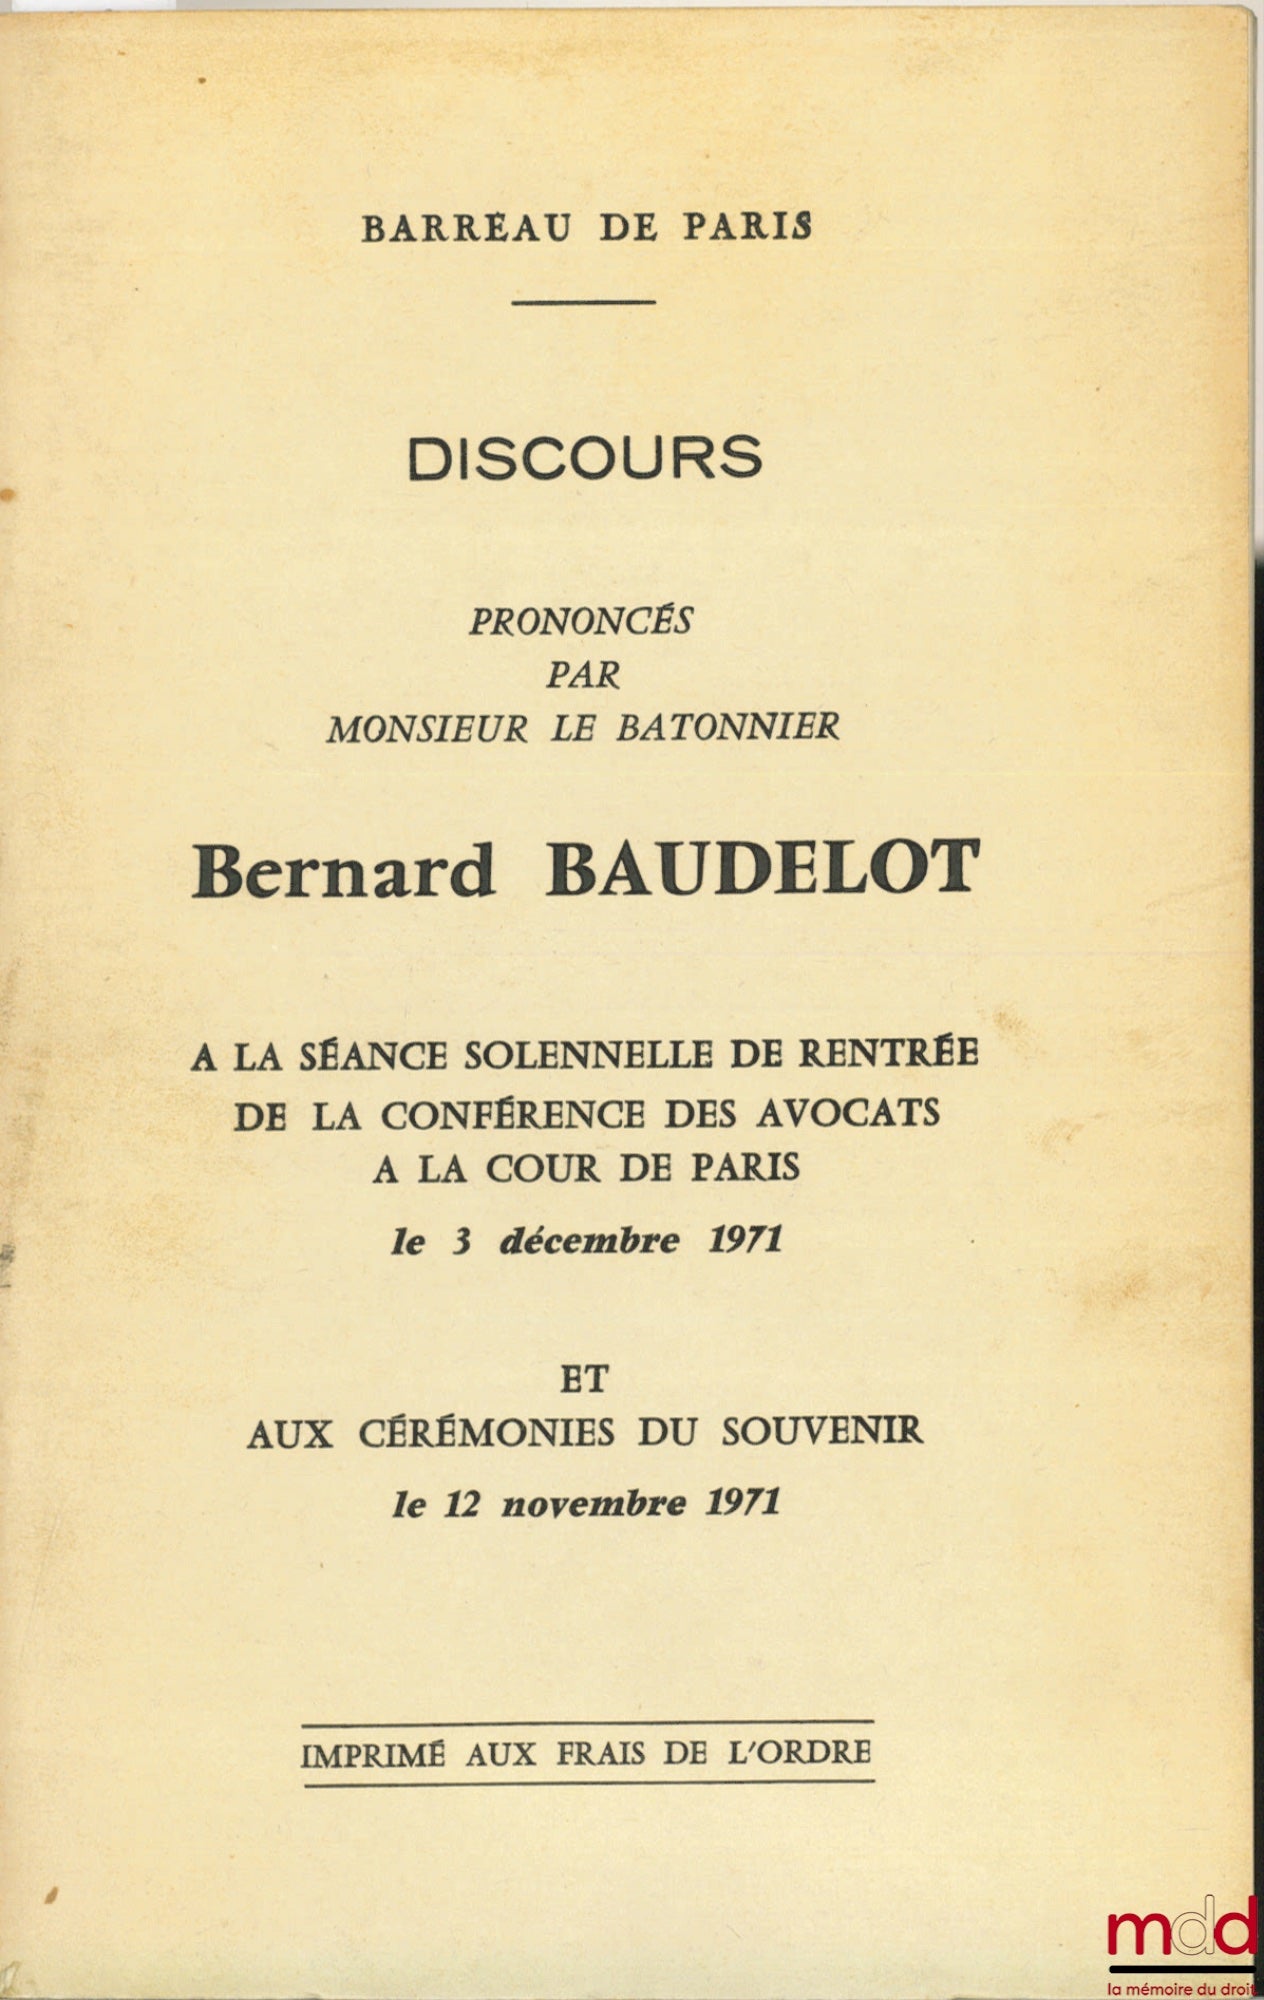 BARREAU DE PARIS
DISCOURS
PRONONCÉS
PAR
MONSIEUR LE BATONNIER
Bernard BAUDELOT
A LA SÉANCE SOLENNELLE DE RENTRÉE
DE LA CONFÉRENCE DES AVOCATS
A LA COUR DE PARIS
le 3 décembre 1971
ET
AUX CÉRÉMONIES DU SOUVENIR
le 12 novembre 1971
IMPRIMÉ AUX FRAIS DE L'ORDRE
mdd
la mémoire du droit